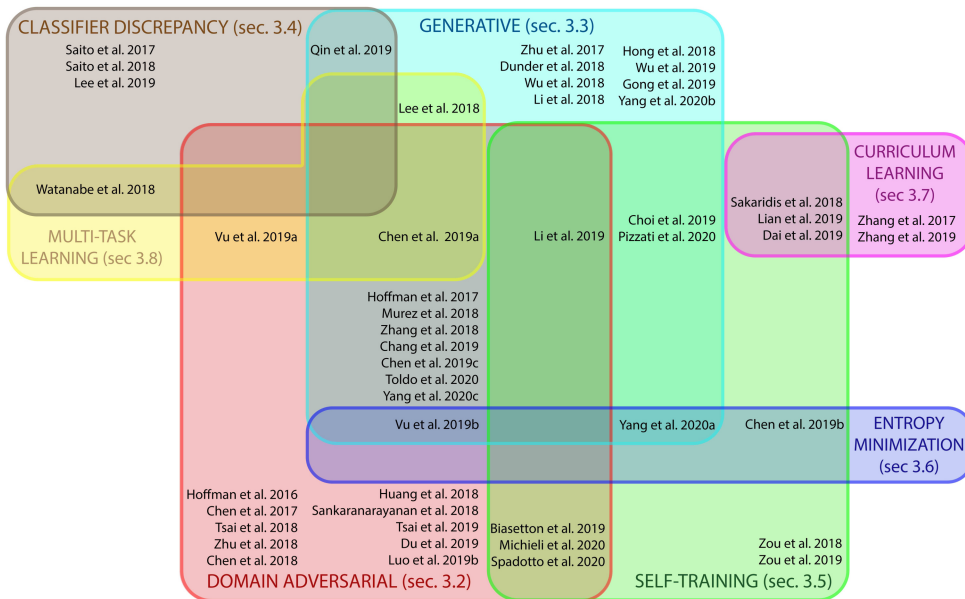 CLASSIFIER DISCREPANCY (sec. 3.4)
Saito et al. 2017
Saito et al. 2018
Lee et al. 2019
Qin et al. 2019
GENERATIVE (sec. 3.3)
Zhu et al. 2017
Dunder et al. 2018
Wu et al. 2018
Li et al. 2018
Hong et al. 2018
Wu et al. 2019
Gong et al. 2019
Yang et al. 2020b
Lee et al. 2018
CURRICULUM
LEARNING
(sec. 3.7)
Watanabe et al. 2018
Sakaridis et al. 2018
Lian et al. 2019
Dai et al. 2019
Zhang et al. 2017
Zhang et al. 2019
MULTI-TASK
LEARNING (sec 3.8)
Vu et al. 2019a
Chen et al. 2019a
Li et al. 2019
Choi et al. 2019
Pizzati et al. 2020
Hoffman et al. 2017
Murez et al. 2018
Zhang et al. 2018
Chang et al. 2019
Chen et al. 2019c
Toldo et al. 2020
Yang et al. 2020c
Vu et al. 2019b
Yang et al. 2020a
Chen et al. 2019b
ENTROPY
MINIMIZATION
(sec 3.6)
Hoffman et al. 2016
Chen et al. 2017
Tsai et al. 2018
Zhu et al. 2018
Chen et al. 2018
Huang et al. 2018
Sankaranarayanan et al. 2018
Tsai et al. 2019
Du et al. 2019
Luo et al. 2019b
Biasetton et al. 2019
Michieli et al. 2020
Spadotto et al. 2020
Zou et al. 2018
Zou et al. 2019
DOMAIN ADVERSARIAL (sec. 3.2)
SELF-TRAINING (sec. 3.5)